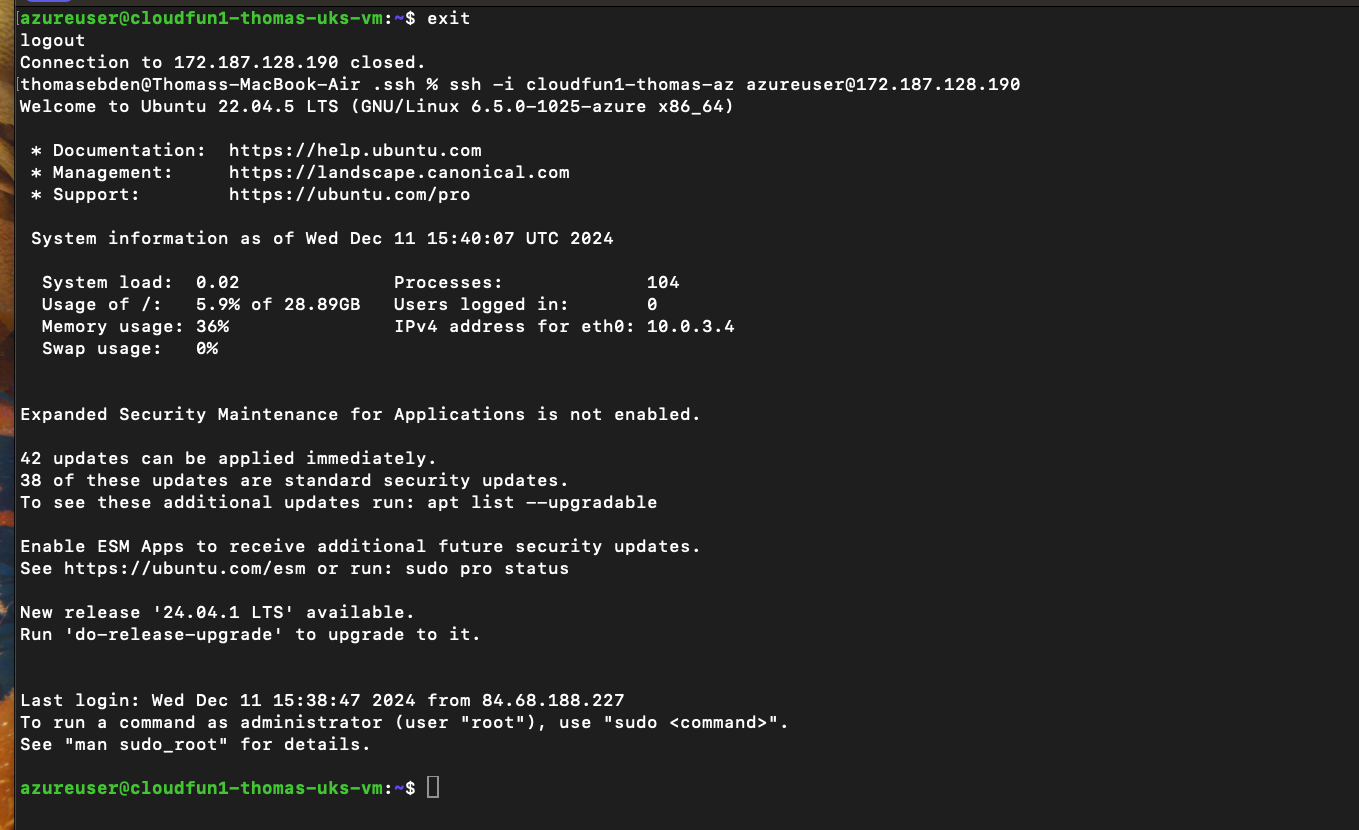 [azureuser@cloudfun1-thomas-uks-vm:~$ exit
logout
Connection to 172.187.128.190 closed.
[thomasebden@Thomass-MacBook-Air .ssh % ssh -i cloudfun1-thomas-az azureuser@172.187.128.190
Welcome to Ubuntu 22.04.5 LTS (GNU/Linux 6.5.0-1025-azure x86_64)
* Documentation:  https://help.ubuntu.com
* Management:     https://landscape.canonical.com
* Support:        https://ubuntu.com/pro
System information as of Wed Dec 11 15:40:07 UTC 2024
System load:  0.02              Processes:             104
Usage of /:   5.9% of 28.89GB   Users logged in:       0
Memory usage: 36%               IPv4 address for eth0: 10.0.3.4
Swap usage:   0%
Expanded Security Maintenance for Applications is not enabled.
42 updates can be applied immediately.
38 of these updates are standard security updates.
To see these additional updates run: apt list --upgradable
Enable ESM Apps to receive additional future security updates.
See https://ubuntu.com/esm or run: sudo pro status
New release '24.04.1 LTS' available.
Run 'do-release-upgrade' to upgrade to it.
Last login: Wed Dec 11 15:38:47 2024 from 84.68.188.227
To run a command as administrator (user "root"), use "sudo <command>".
See "man sudo_root" for details.
azureuser@cloudfun1-thomas-uks-vm:~$